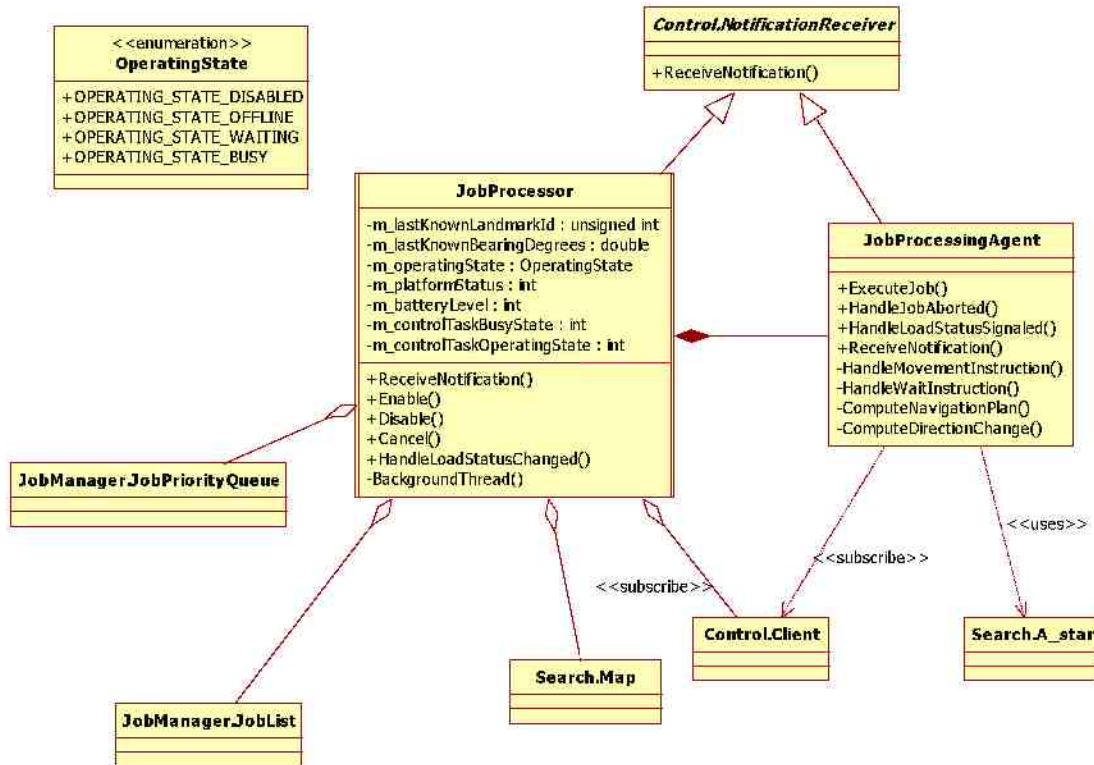 <<enumeration>>
OperatingState
+OPERATING_STATE_DISABLED
+OPERATING_STATE_OFFLINE
+OPERATING_STATE_WAITING
+OPERATING_STATE_BUSY
Control.NotificationReceiver
+ReceiveNotification()
JobProcessor
-m_lastKnownLandmarkId : unsigned int
-m_lastKnownBearingDegrees : double
-m_operatingState : OperatingState
-m_platformStatus : int
-m_batteryLevel : int
-m_controlTaskBusyState : int
-m_controlTaskOperatingState : int
+ReceiveNotification()
+Enable()
+Disable()
+Cancel()
+HandleLoadStatusChanged()
-BackgroundThread()
JobProcessingAgent
+ExecuteJob()
+HandleJobAborted()
+HandleLoadStatusSignaled()
+ReceiveNotification()
-HandleMovementInstruction()
-HandleWaitInstruction()
-ComputeNavigationPlan()
-ComputeDirectionChange()
JobManager.JobPriorityQueue
<<uses>>
<<subscribe>>
<<subscribe>>
Control.Client
Search.A_star
Search.Map
JobManager.JobList